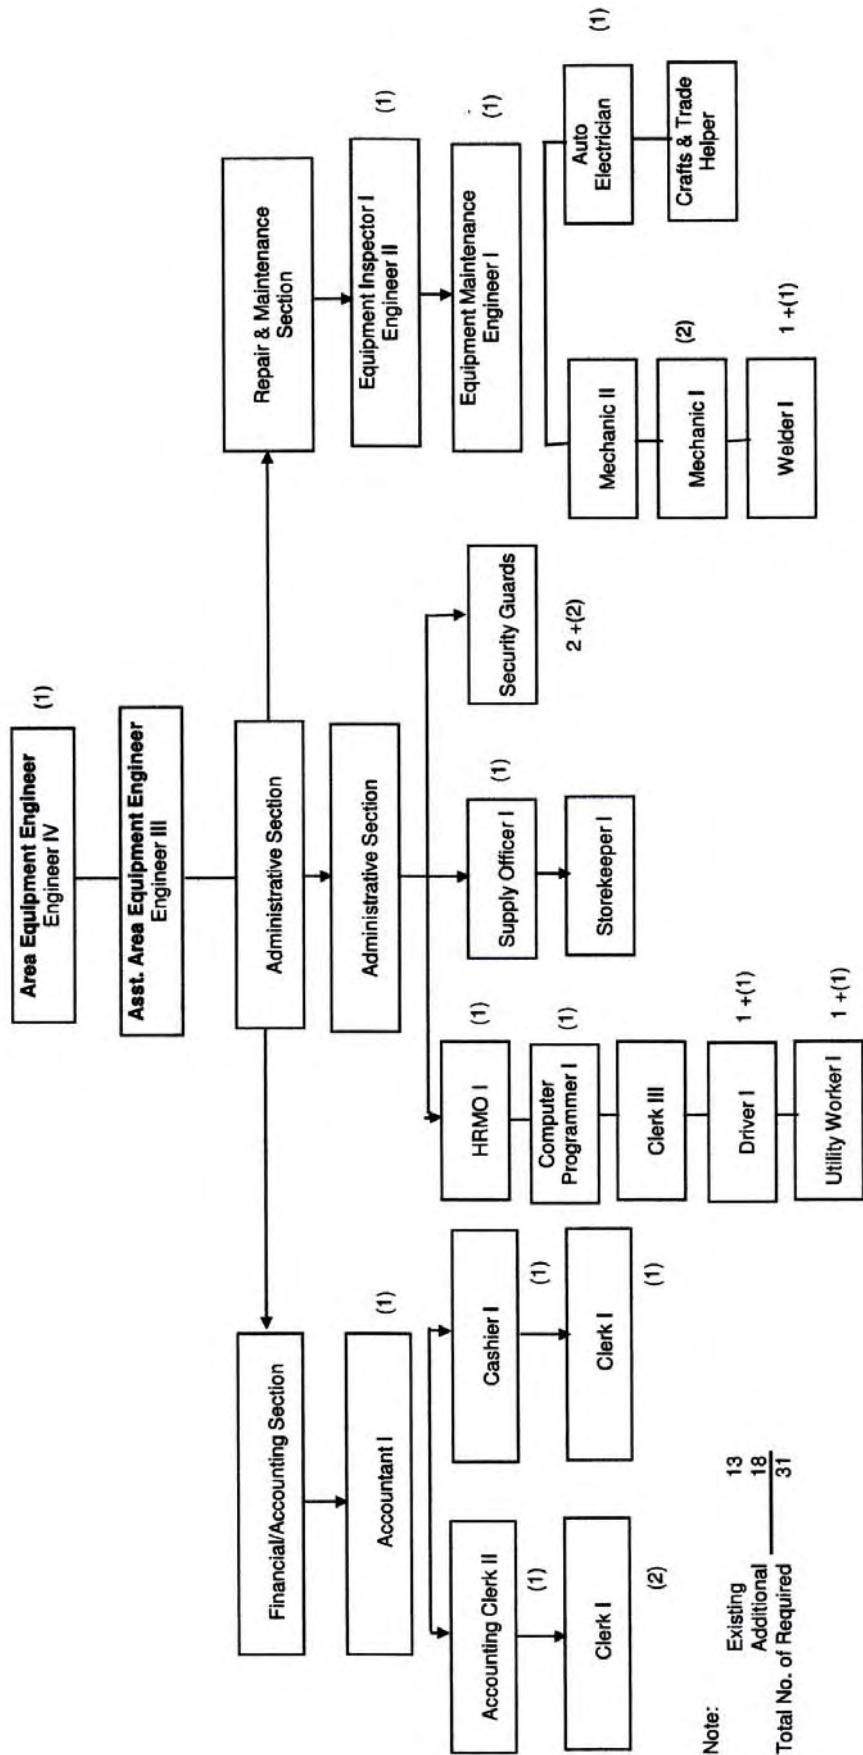 Area Equipment Engineer
Engineer IV
(1)
Asst. Area Equipment Engineer
Engineer III
Financial/Accounting Section
Administrative Section
Repair & Maintenance
Section
Accountant I
(1)
Administrative Section
Equipment Inspector I
Engineer II
(1)
Equipment Maintenance
Engineer I
(1)
Accounting Clerk II
(1)
Cashier I
(1)
HRMO I
(1)
Supply Officer I
(1)
Security Guards
2 +(2)
Clerk I
(2)
Clerk I
(1)
Computer
Programmer I
(1)
Storekeeper I
Mechanic II
Auto
Electrician
(1)
Clerk III
Mechanic I
(2)
Crafts & Trade
Helper
Driver I
1 +(1)
Welder I
1 +(1)
Utility Worker I
1 +(1)
Note:
Existing 13
Additional 18
Total No. of Required 31